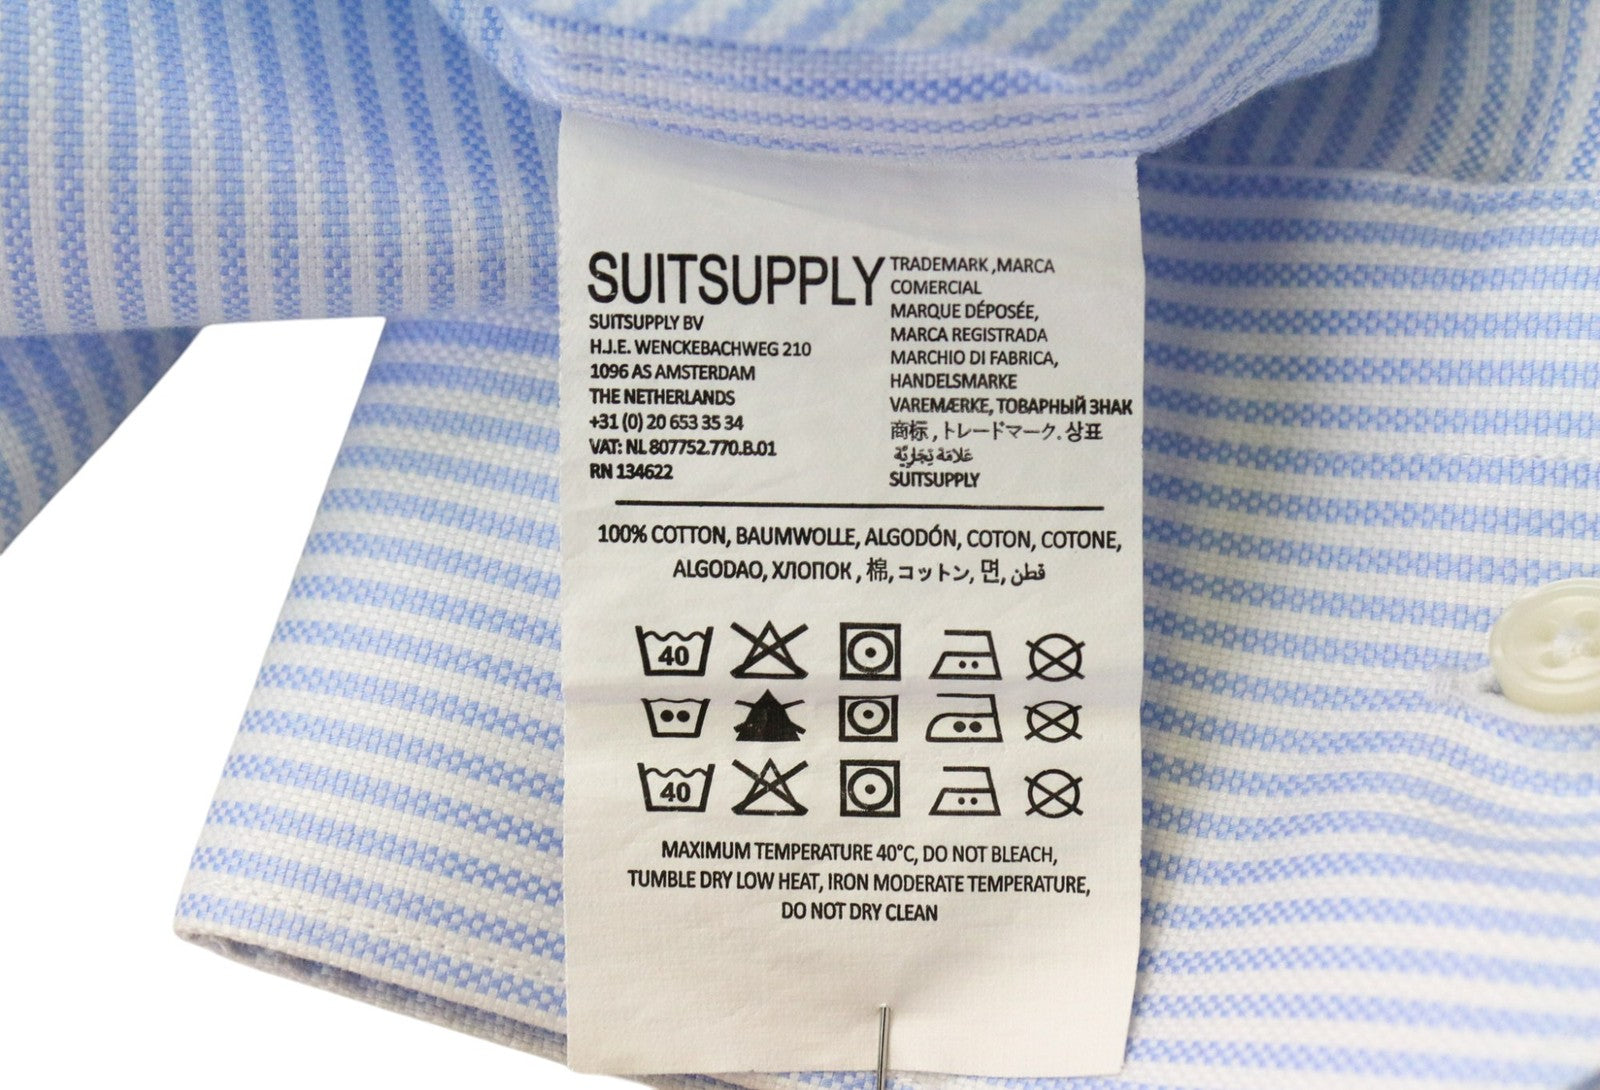 SUITSUPPLY
SUITSUPPLY BV
H.J.E. WENCKEBACHWEG 210
1096 AS AMSTERDAM
THE NETHERLANDS
+31 (0) 20 653 35 34
VAT: NL 807752.770.B.01
RN 134622
TRADEMARK ,MARCA
COMERCIAL
MARQUE DÉPOSÉE,
MARCA REGISTRADA
MARCHIO DI FABRICA,
HANDELSMARKE
VAREMÆRKE, ТОВАРНЫЙ ЗНАК
商标 , トレードマーク. 상표
عَلامَة تِجَارِيَّة
SUITSUPPLY
100% COTTON, BAUMWOLLE, ALGODÓN, COTON, COTONE,
ALGODAO, ХЛОПОК , 棉, コットン, 면, قطن
40
40
MAXIMUM TEMPERATURE 40°C, DO NOT BLEACH,
TUMBLE DRY LOW HEAT, IRON MODERATE TEMPERATURE,
DO NOT DRY CLEAN